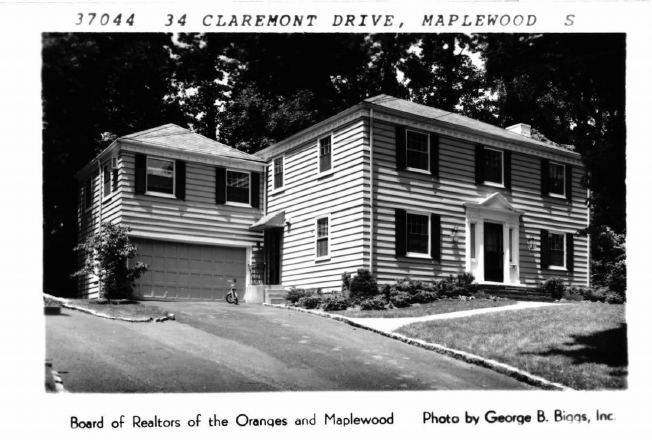 37044 34 CLAREMONT DRIVE, MAPLEWOOD S
Board of Realtors of the Oranges and Maplewood Photo by George B. Biggs, Inc.